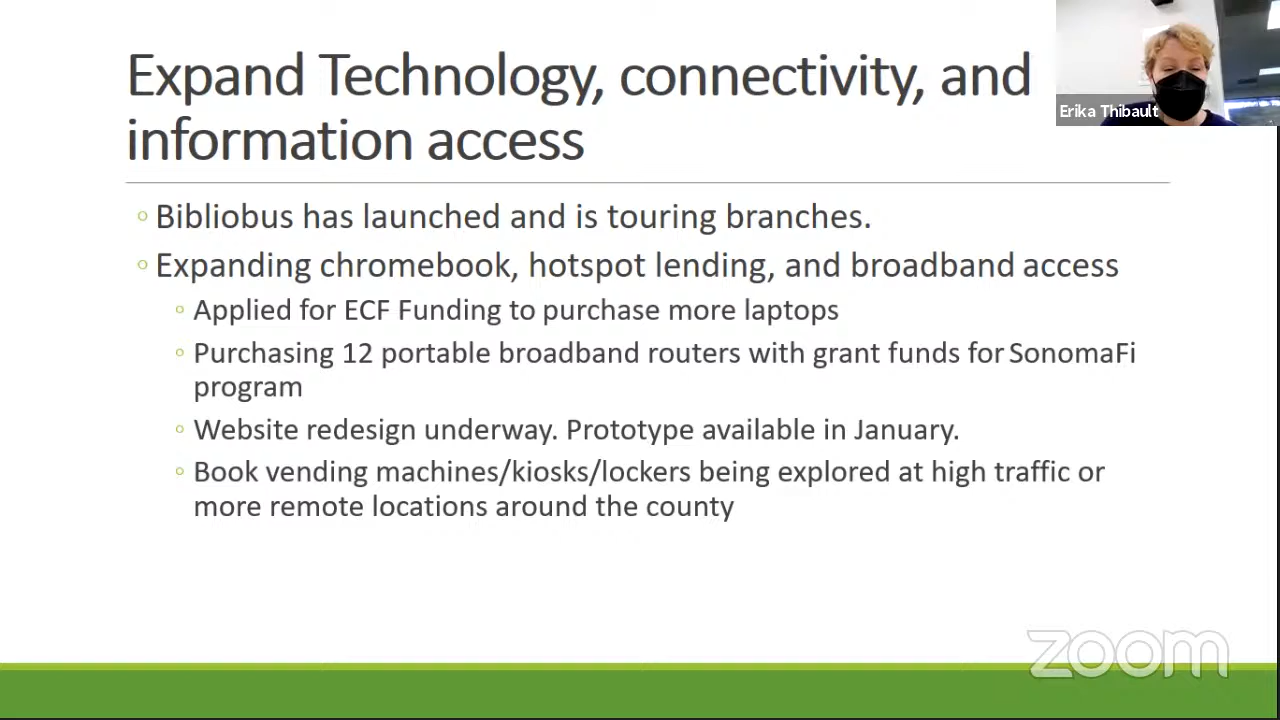 Expand Technology, connectivity, and
information access
Erika Thibault
◦ Bibliobus has launched and is touring branches.
◦ Expanding chromebook, hotspot lending, and broadband access
◦ Applied for ECF Funding to purchase more laptops
◦ Purchasing 12 portable broadband routers with grant funds for SonomaFi
program
◦ Website redesign underway. Prototype available in January.
◦ Book vending machines/kiosks/lockers being explored at high traffic or
more remote locations around the county
zoom